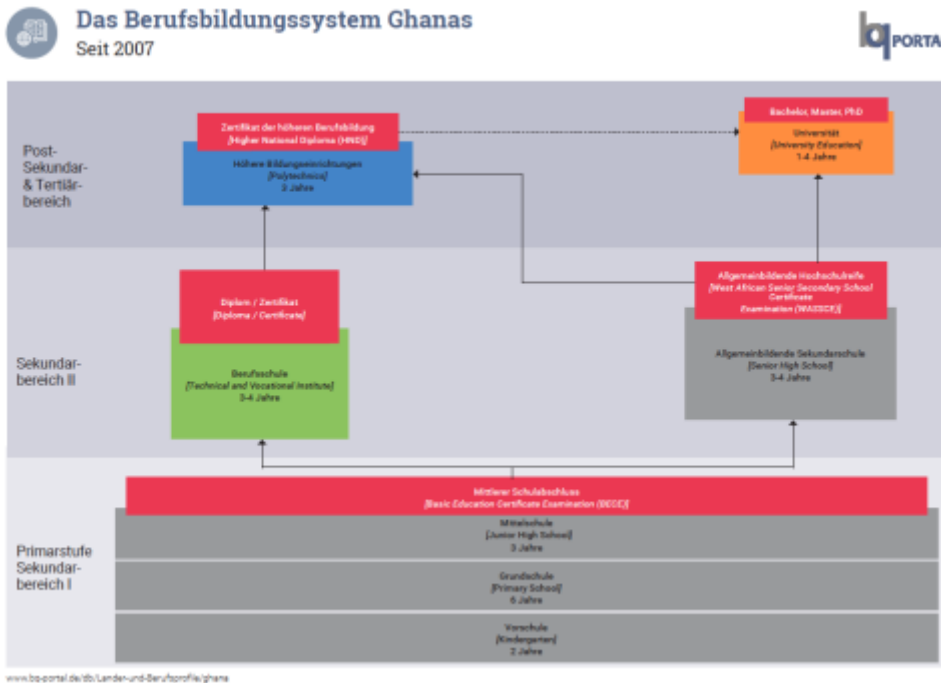 Das Berufsbildungssystem Ghanas
Seit 2007
bq PORTAL
Post-
Sekundar-
& Tertiär-
bereich
Zertifikat der höheren Berufsbildung
[Higher National Diploma (HND)]
Höhere Bildungseinrichtungen
[Polytechnics]
3 Jahre
Bachelor, Master, PhD
Universität
[University Education]
1-4 Jahre
Sekundar-
bereich II
Diplom / Zertifikat
[Diploma / Certificate]
Berufsschule
[Technical and Vocational Institute]
3-4 Jahre
Allgemeinbildende Hochschulreife
[West African Senior Secondary School
Certificate
Examination (WASSCE)]
Allgemeinbildende Sekundarschule
[Senior High School]
3-4 Jahre
Primarstufe
Sekundar-
bereich I
Mittlerer Schulabschluss
[Basic Education Certificate Examination (BECE)]
Mittelschule
[Junior High School]
3 Jahre
Grundschule
[Primary School]
6 Jahre
Vorschule
[Kindergarten]
2 Jahre
www.bq-portal.de/db/Lander-und-Berufsprofile/ghana